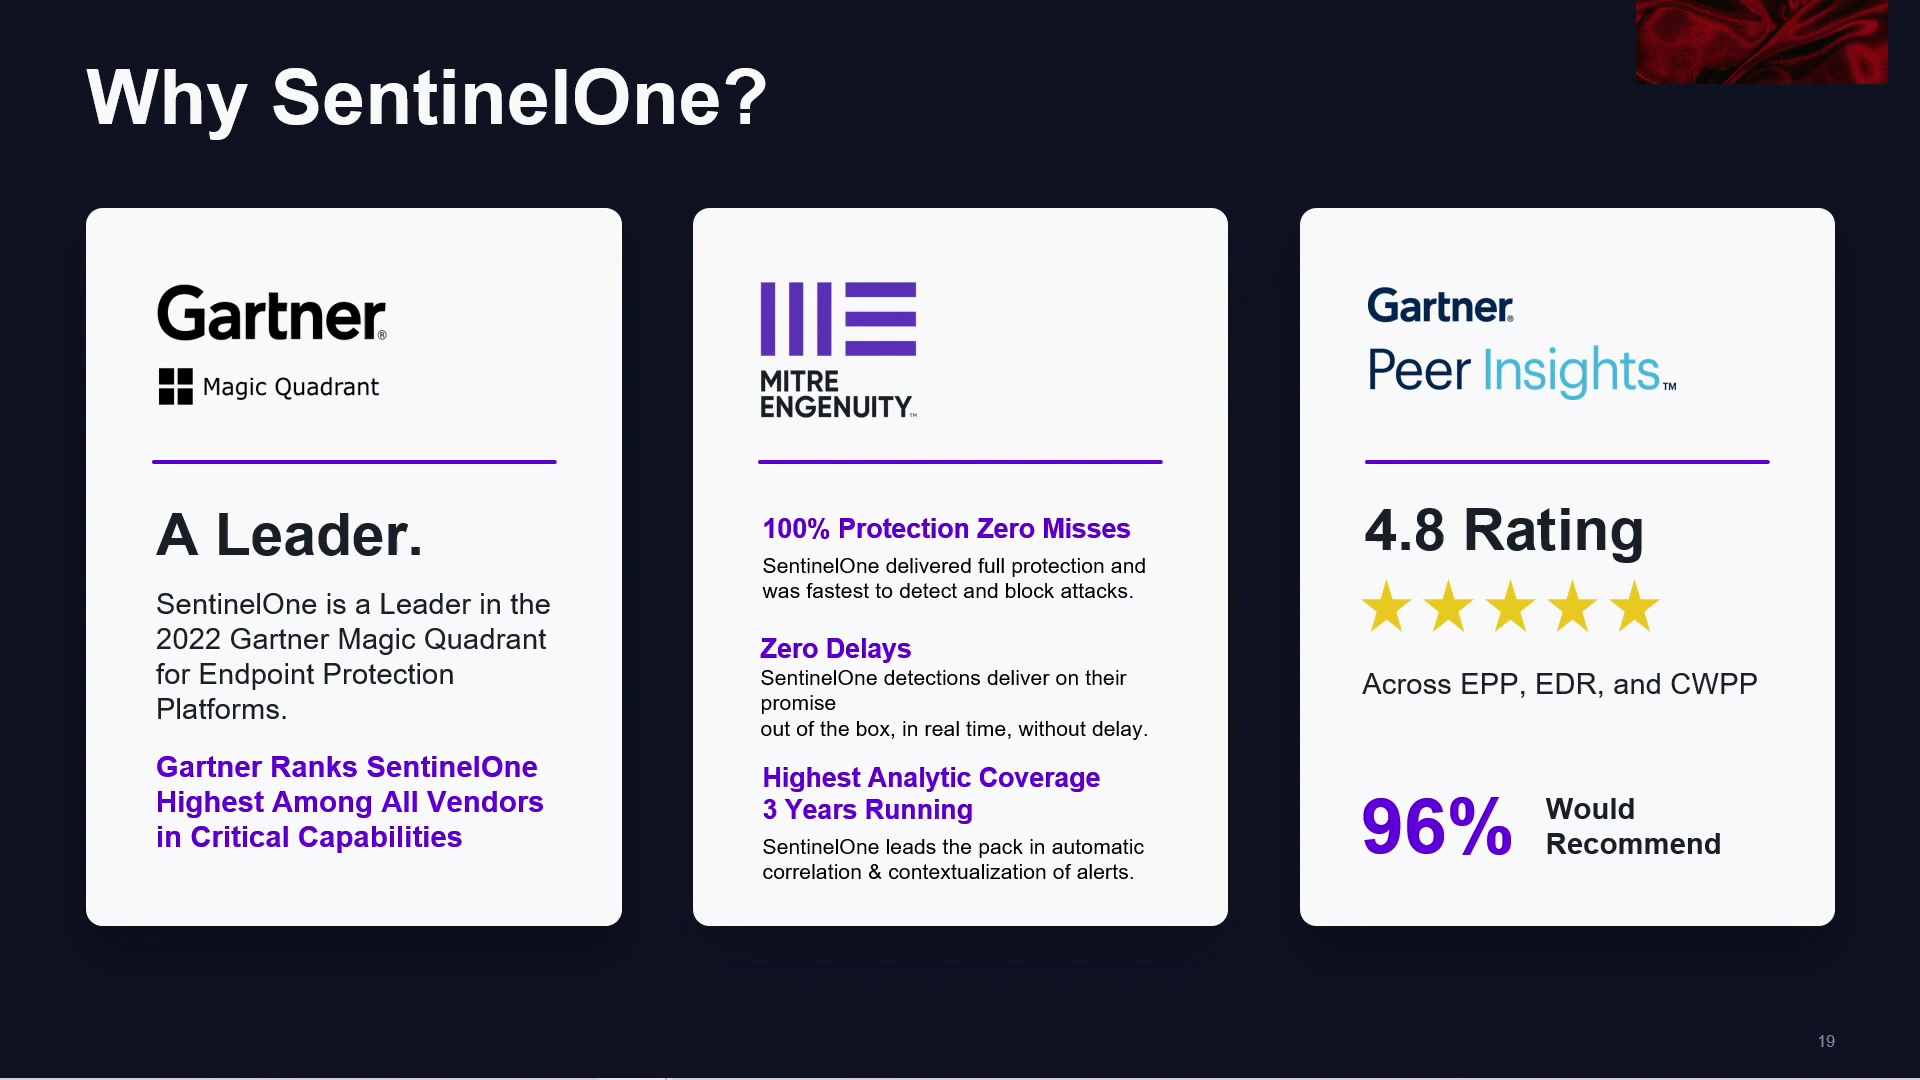 Why SentinelOne?
Gartner®
Magic Quadrant
A Leader.
SentinelOne is a Leader in the
2022 Gartner Magic Quadrant
for Endpoint Protection
Platforms.
Gartner Ranks SentinelOne
Highest Among All Vendors
in Critical Capabilities
MITRE
ENGENUITY™
100% Protection Zero Misses
SentinelOne delivered full protection and
was fastest to detect and block attacks.
Zero Delays
SentinelOne detections deliver on their
promise
out of the box, in real time, without delay.
Highest Analytic Coverage
3 Years Running
SentinelOne leads the pack in automatic
correlation & contextualization of alerts.
Gartner®
Peer Insights™
4.8 Rating
Across EPP, EDR, and CWPP
96%
Would
Recommend
19